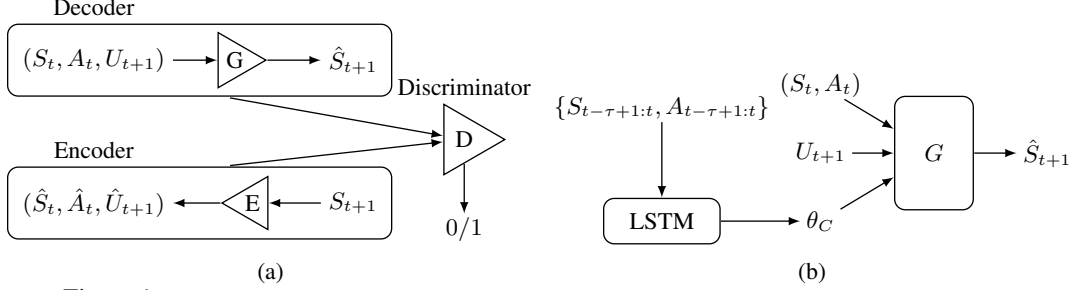 Decoder
(S_t, A_t, U_{t+1})
G
Ŝ_{t+1}
Discriminator
D
Encoder
(Ŝ_t, Â_t, Û_{t+1})
E
S_{t+1}
0/1
(a)
{S_{t−τ+1:t}, A_{t−τ+1:t}}
(S_t, A_t)
U_{t+1}
G
Ŝ_{t+1}
LSTM
θ_C
(b)